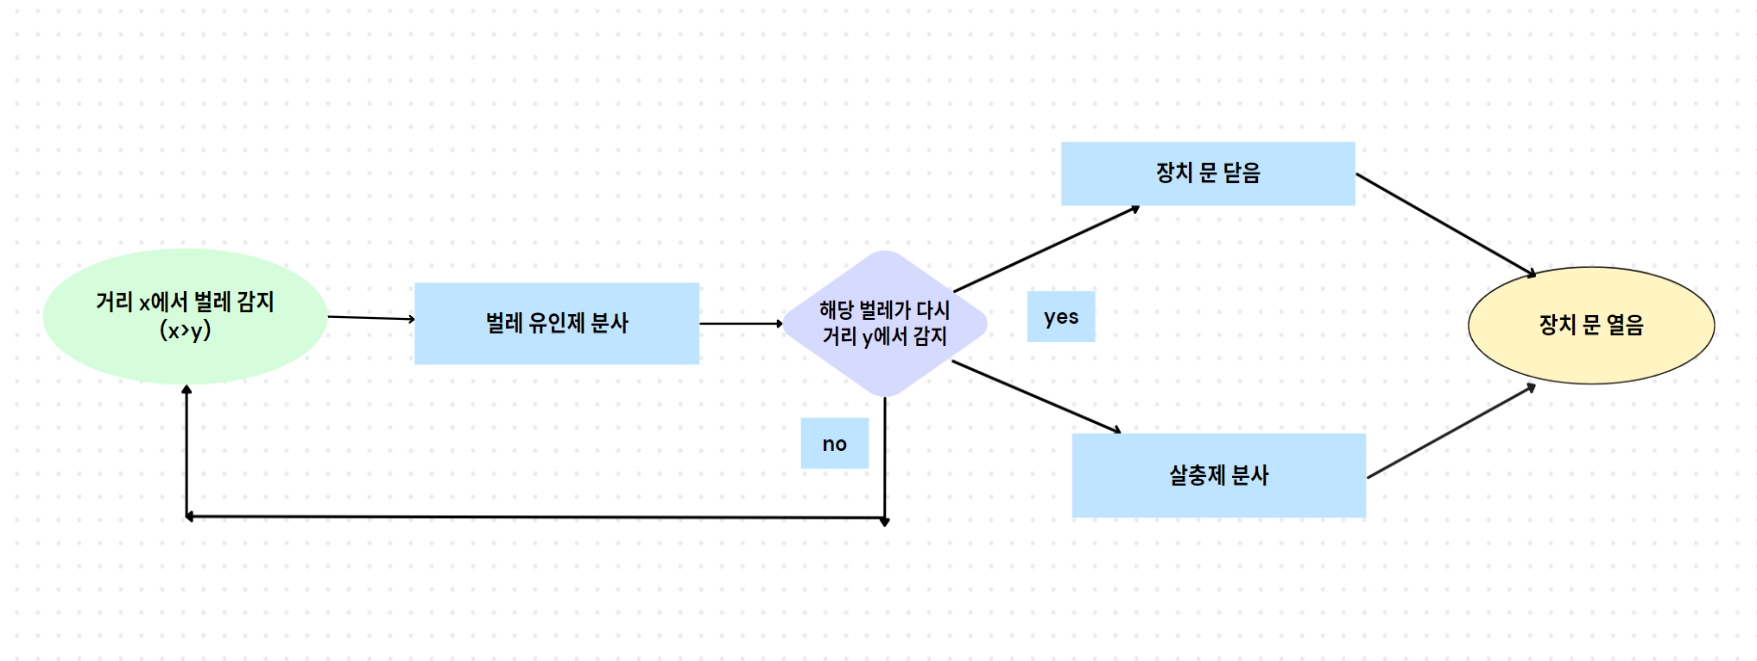 거리 x에서 벌레 감지
(x>y)
벌레 유인제 분사
해당 벌레가 다시
거리 y에서 감지
yes
no
장치 문 닫음
살충제 분사
장치 문 열음